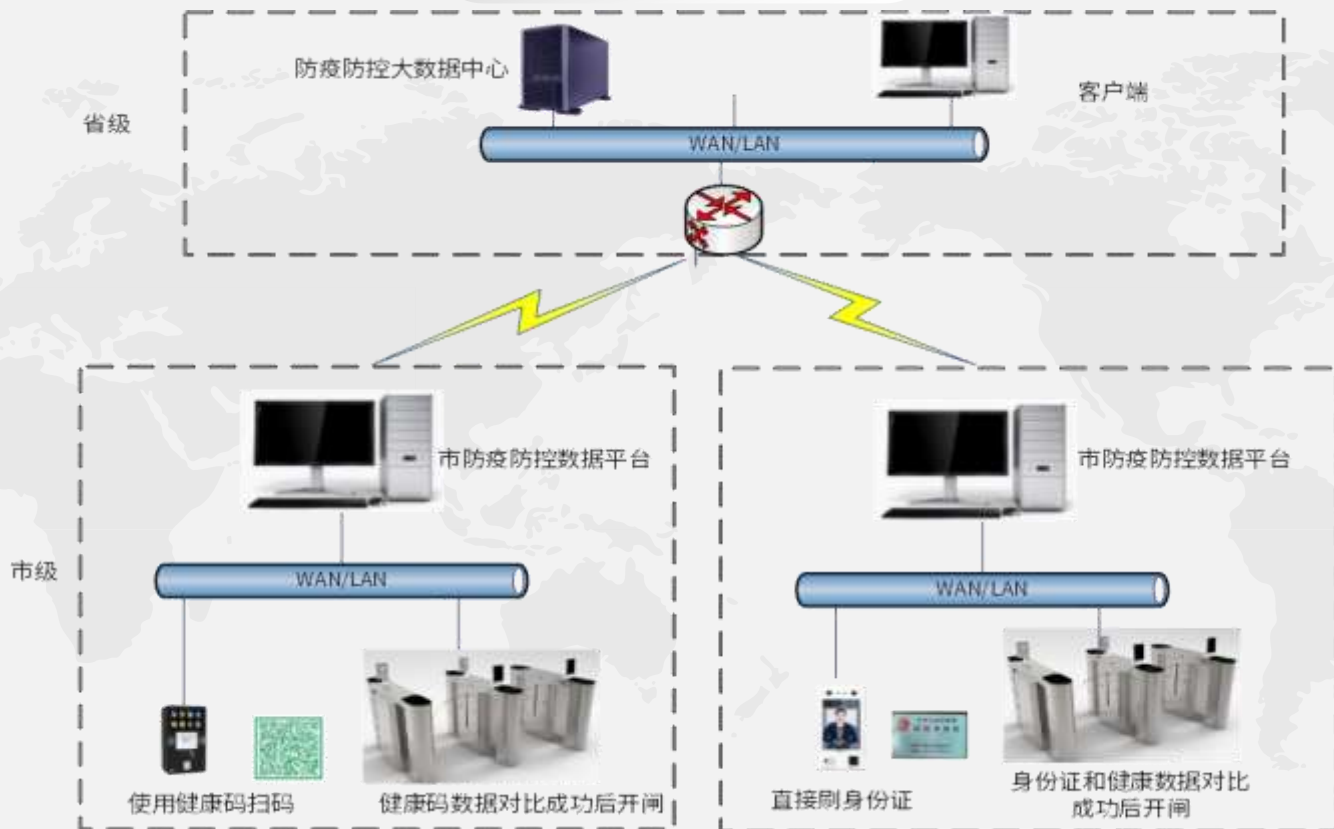 防疫防控大数据中心
客户端
省级
WAN/LAN
市防疫防控数据平台
市防疫防控数据平台
市级
WAN/LAN
WAN/LAN
使用健康码扫码
健康码数据对比成功后开闸
直接刷身份证
身份证和健康数据对比
成功后开闸